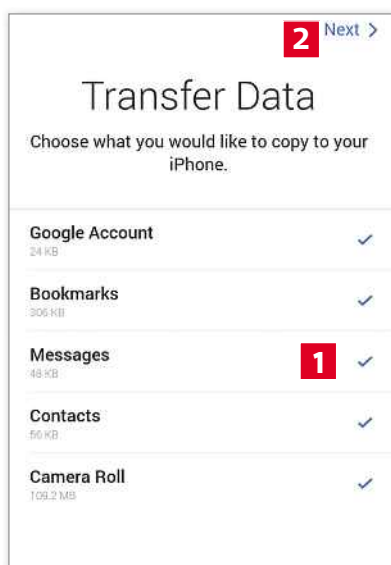 2 Next >
Transfer Data
Choose what you would like to copy to your
iPhone.
Google Account
24 KB
Bookmarks
306 KB
Messages
1
48 KB
Contacts
56 KB
Camera Roll
109.2 MB